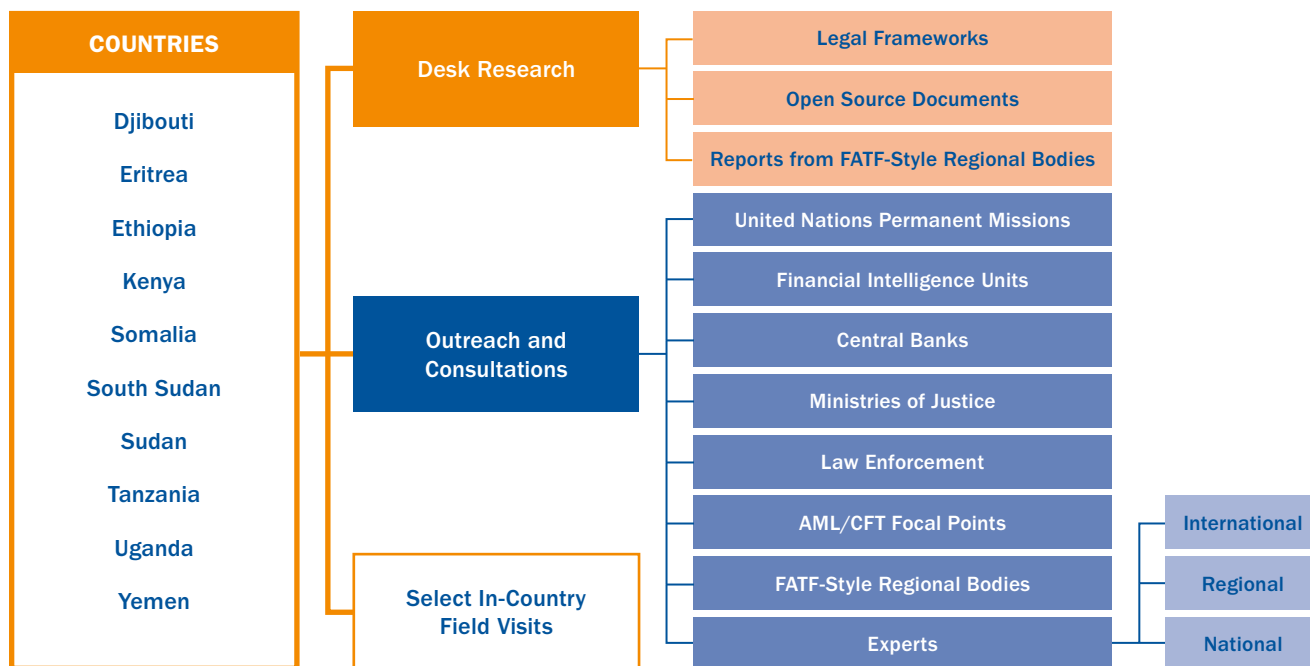 COUNTRIES
Djibouti
Eritrea
Ethiopia
Kenya
Somalia
South Sudan
Sudan
Tanzania
Uganda
Yemen
Desk Research
Legal Frameworks
Open Source Documents
Reports from FATF-Style Regional Bodies
Outreach and
Consultations
United Nations Permanent Missions
Financial Intelligence Units
Central Banks
Ministries of Justice
Law Enforcement
AML/CFT Focal Points
FATF-Style Regional Bodies
Experts
International
Regional
National
Select In-Country
Field Visits